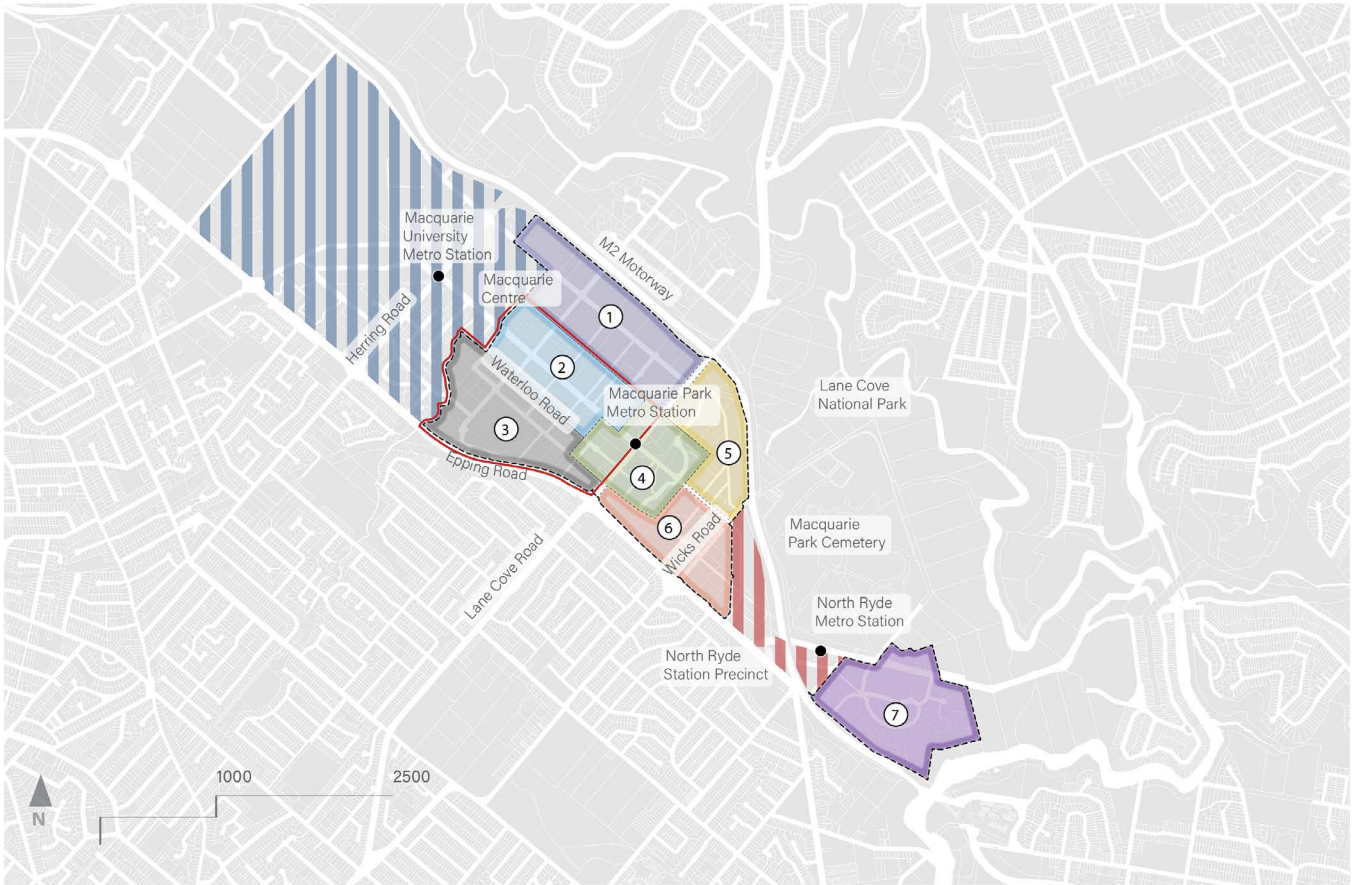 Macquarie
University
Metro Station
M2 Motorway
Macquarie
Centre
1
Herring Road
2
Waterloo Road
Macquarie Park
Metro Station
Lane Cove
National Park
3
5
Epping Road
4
6
Wicks Road
Macquarie
Park Cemetery
Lane Cove Road
North Ryde
Metro Station
North Ryde
Station Precinct
7
1000
2500
N